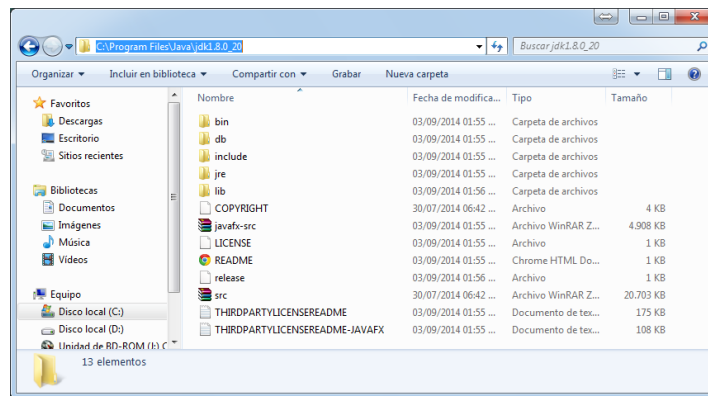 C:\Program Files\Java\jdk1.8.0_20
Buscar jdk1.8.0_20
Organizar Incluir en biblioteca Compartir con Grabar Nueva carpeta
Favoritos
Descargas
Escritorio
Sitios recientes
Bibliotecas
Documentos
Imágenes
Música
Vídeos
Equipo
Disco local (C:)
Disco local (D:)
Unidad de BD-ROM (I:) C
Nombre Fecha de modifica... Tipo Tamaño
bin 03/09/2014 01:55 ... Carpeta de archivos
db 03/09/2014 01:55 ... Carpeta de archivos
include 03/09/2014 01:55 ... Carpeta de archivos
jre 03/09/2014 01:55 ... Carpeta de archivos
lib 03/09/2014 01:56 ... Carpeta de archivos
COPYRIGHT 30/07/2014 06:42 ... Archivo 4 KB
javafx-src 03/09/2014 01:55 ... Archivo WinRAR Z... 4.908 KB
LICENSE 03/09/2014 01:55 ... Archivo 1 KB
README 03/09/2014 01:55 ... Chrome HTML Do... 1 KB
release 03/09/2014 01:56 ... Archivo 1 KB
src 30/07/2014 06:42 ... Archivo WinRAR Z... 20.703 KB
THIRDPARTYLICENSEREADME 03/09/2014 01:55 ... Documento de tex... 175 KB
THIRDPARTYLICENSEREADME-JAVAFX 03/09/2014 01:55 ... Documento de tex... 108 KB
13 elementos